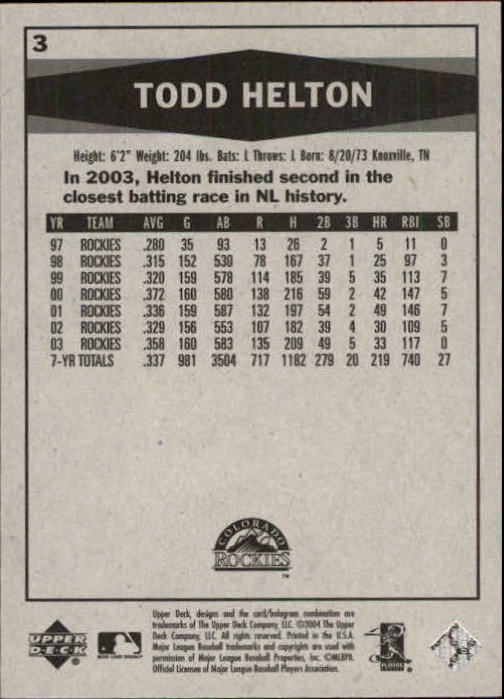 3
TODD HELTON
Height: 6'2" Weight: 204 lbs. Bats: L Throws: L Born: 8/20/73 Knoxville, TN
In 2003, Helton finished second in the
closest batting race in NL history.
YR TEAM AVG G AB R H 2B 3B HR RBI SB
97 ROCKIES .280 35 93 13 26 2 1 5 11 0
98 ROCKIES .315 152 530 78 167 37 1 25 97 3
99 ROCKIES .320 159 578 114 185 39 5 35 113 7
00 ROCKIES .372 160 580 138 216 59 2 42 147 5
01 ROCKIES .336 159 587 132 197 54 2 49 146 7
02 ROCKIES .329 156 553 107 182 39 4 30 109 5
03 ROCKIES .358 160 583 135 209 49 5 33 117 0
7-YR TOTALS .337 981 3504 717 1182 279 20 219 740 27
COLORADO
ROCKIES
TM
Upper Deck, designs and the card/hologram combination are
trademarks of The Upper Deck Company, LLC. ©2004 The Upper
Deck Company, LLC. All rights reserved. Printed in the U.S.A.
Major League Baseball trademarks and copyrights are used with
permission of Major League Baseball Properties, Inc. ©MLBPA
Official Licensee of Major League Baseball Players Association.
UPPER
DECK
PLAYERS